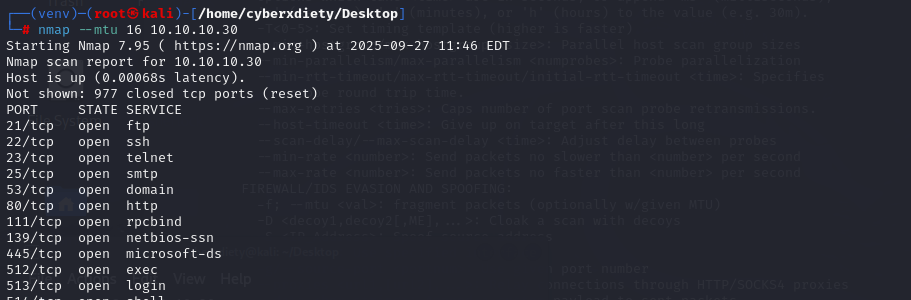 ┌──(venv)─(root㉿kali)-[/home/cyberxdiety/Desktop]
└─# nmap --mtu 16 10.10.10.30
Starting Nmap 7.95 ( https://nmap.org ) at 2025-09-27 11:46 EDT
Nmap scan report for 10.10.10.30
Host is up (0.00068s latency).
Not shown: 977 closed tcp ports (reset)
PORT STATE SERVICE
21/tcp open ftp
22/tcp open ssh
23/tcp open telnet
25/tcp open smtp
53/tcp open domain
80/tcp open http
111/tcp open rpcbind
139/tcp open netbios-ssn
445/tcp open microsoft-ds
512/tcp open exec
513/tcp open login
514/tcp open shell
(minutes), or 'h' (hours) to the value (e.g. 30m).
Set timing template (higher is faster)
Parallel host scan group sizes
min-parallelism/max-parallelism <numprobes>: Probe parallelization
min-rtt-timeout/max-rtt-timeout/initial-rtt-timeout <time>: Specifies
round trip time.
--max-retries <tries>: Caps number of port scan probe retransmissions.
--host-timeout <time>: Give up on target after this long
--scan-delay/--max-scan-delay <time>: Adjust delay between probes
--min-rate <number>: Send packets no slower than <number> per second
--max-rate <number>: Send packets no faster than <number> per second
FIREWALL/IDS EVASION AND SPOOFING:
-f; --mtu <val>: fragment packets (optionally w/given MTU)
-D <decoy1,decoy2[,ME],...>: Cloak a scan with decoys
View Help
port number
connections through HTTP/SOCKS4 proxies